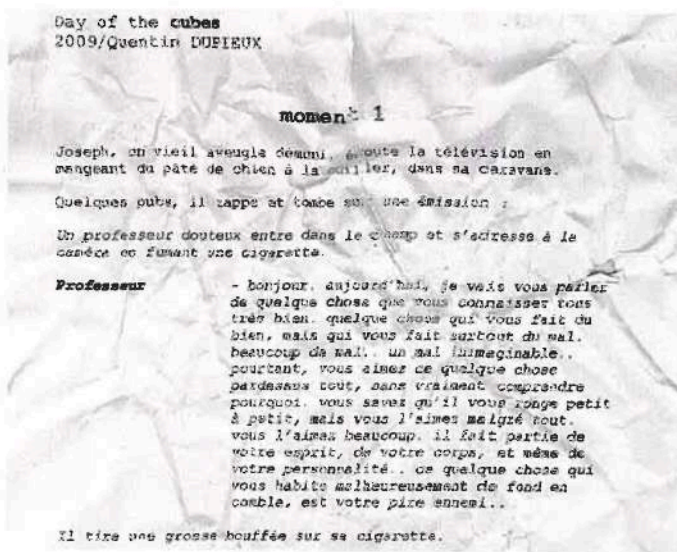 Day of the cubes
2009/Quentin DUPIEUX
moment 1
Joseph, un vieil aveugle démuni, écoute la télévision en
mangeant du pâté de chien à la cuiller, dans sa caravane.
Quelques pubs, il zappe et tombe sur une émission :
Un professeur douteux entre dans le champ et s'adresse à la
caméra en fumant une cigarette.
Professeur
- bonjour. aujourd'hui, je vais vous parler
de quelque chose que vous connaissez tous
très bien. quelque chose qui vous fait du
bien, mais qui vous fait surtout du mal.
beaucoup de mal.. un mal inimaginable..
pourtant, vous aimez ce quelque chose
pardessus tout, sans vraiment comprendre
pourquoi. vous savez qu'il vous ronge petit
à petit, mais vous l'aimez malgré tout.
vous l'aimez beaucoup. il fait partie de
votre esprit, de votre corps, et même de
votre personnalité.. ce quelque chose qui
vous habite malheureusement de fond en
comble, est votre pire ennemi..
Il tire une grosse bouffée sur sa cigarette.